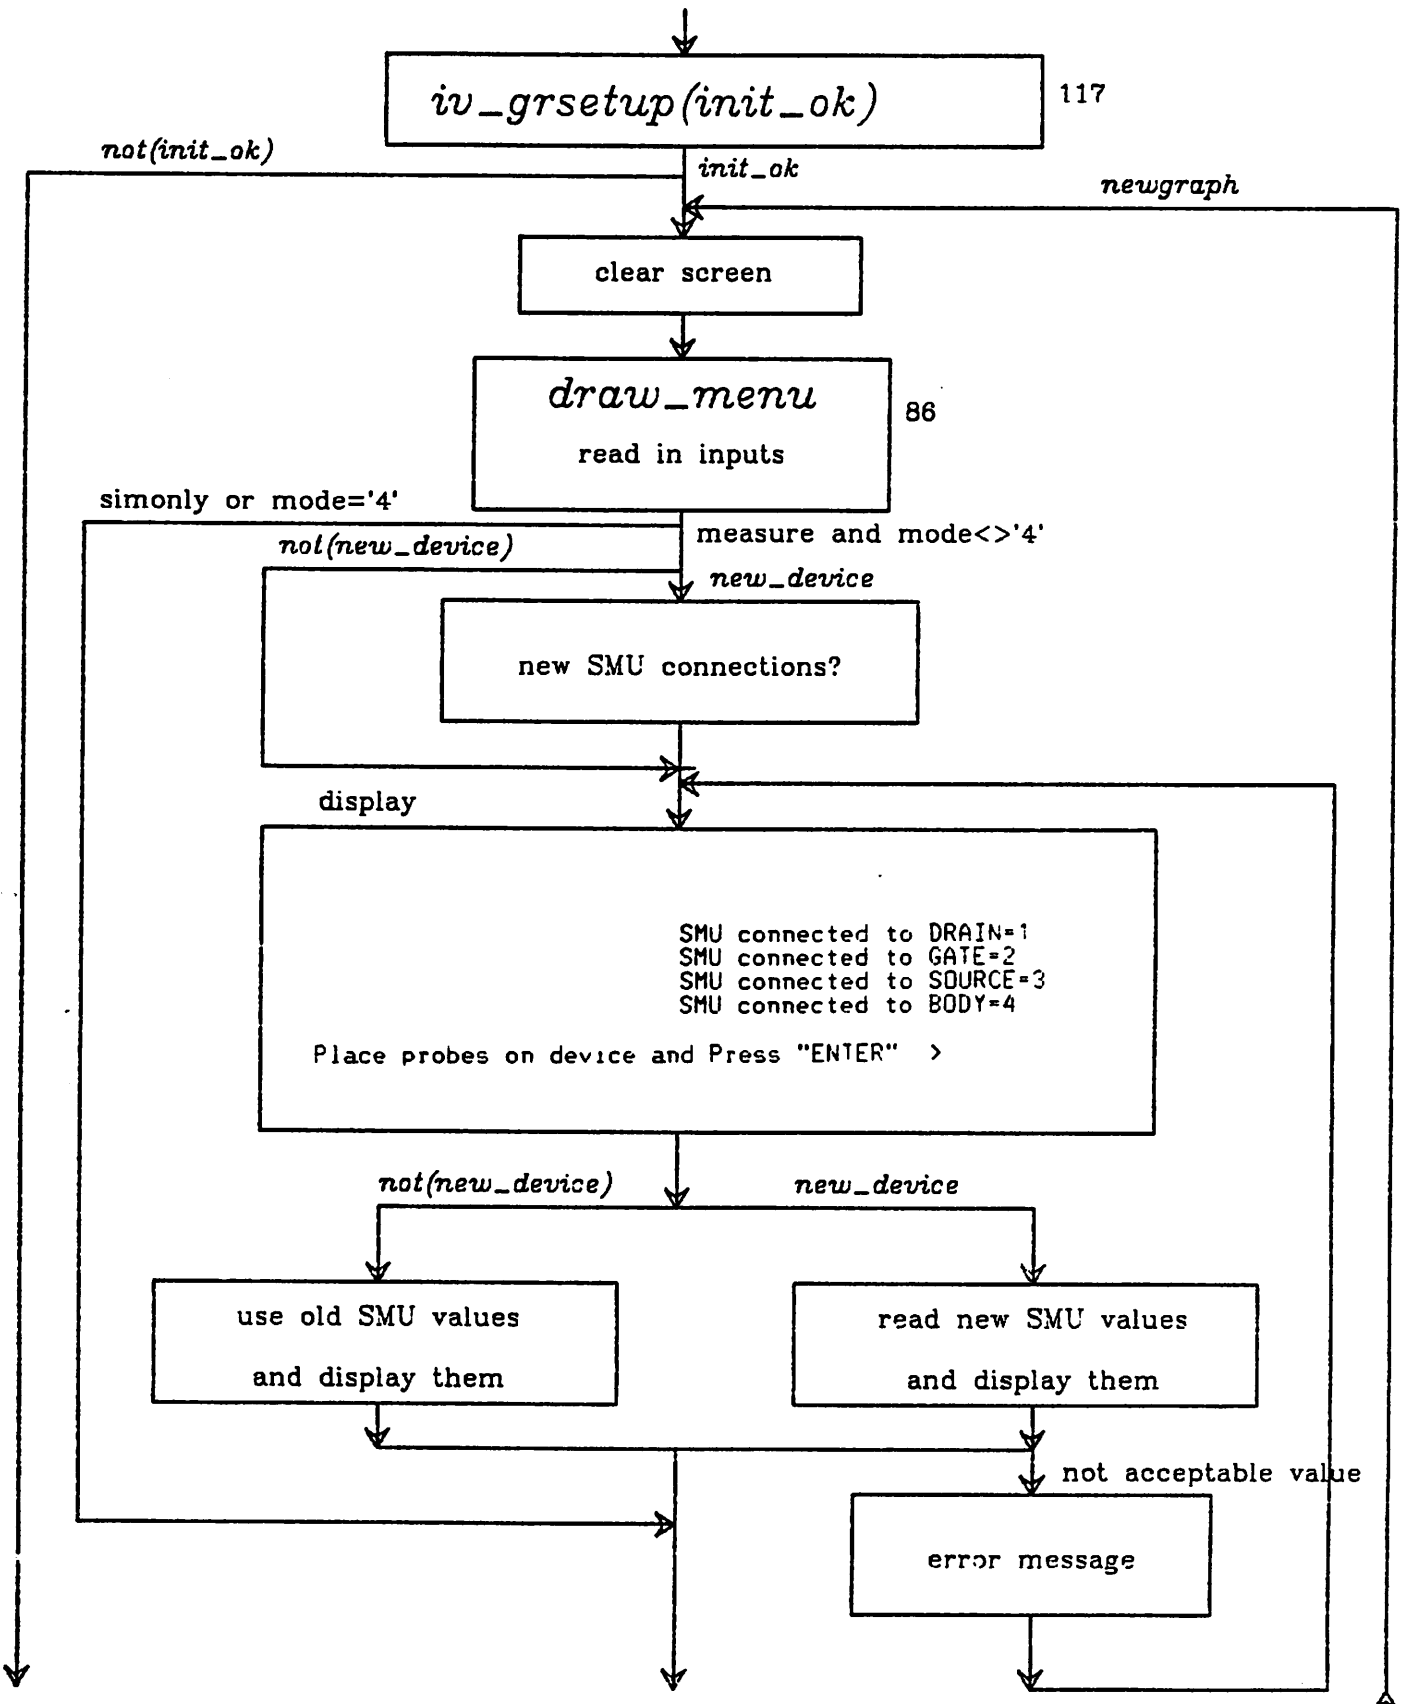 iv_grsetup(init_ok)
117
not(init_ok)
init_ok
newgraph
clear screen
draw_menu
86
read in inputs
simonly or mode='4'
measure and mode<>'4'
not(new_device)
new_device
new SMU connections?
display
SMU connected to DRAIN=1
SMU connected to GATE=2
SMU connected to SOURCE=3
SMU connected to BODY=4
Place probes on device and Press "ENTER" >
not(new_device)
new_device
use old SMU values
and display them
read new SMU values
and display them
not acceptable value
error message